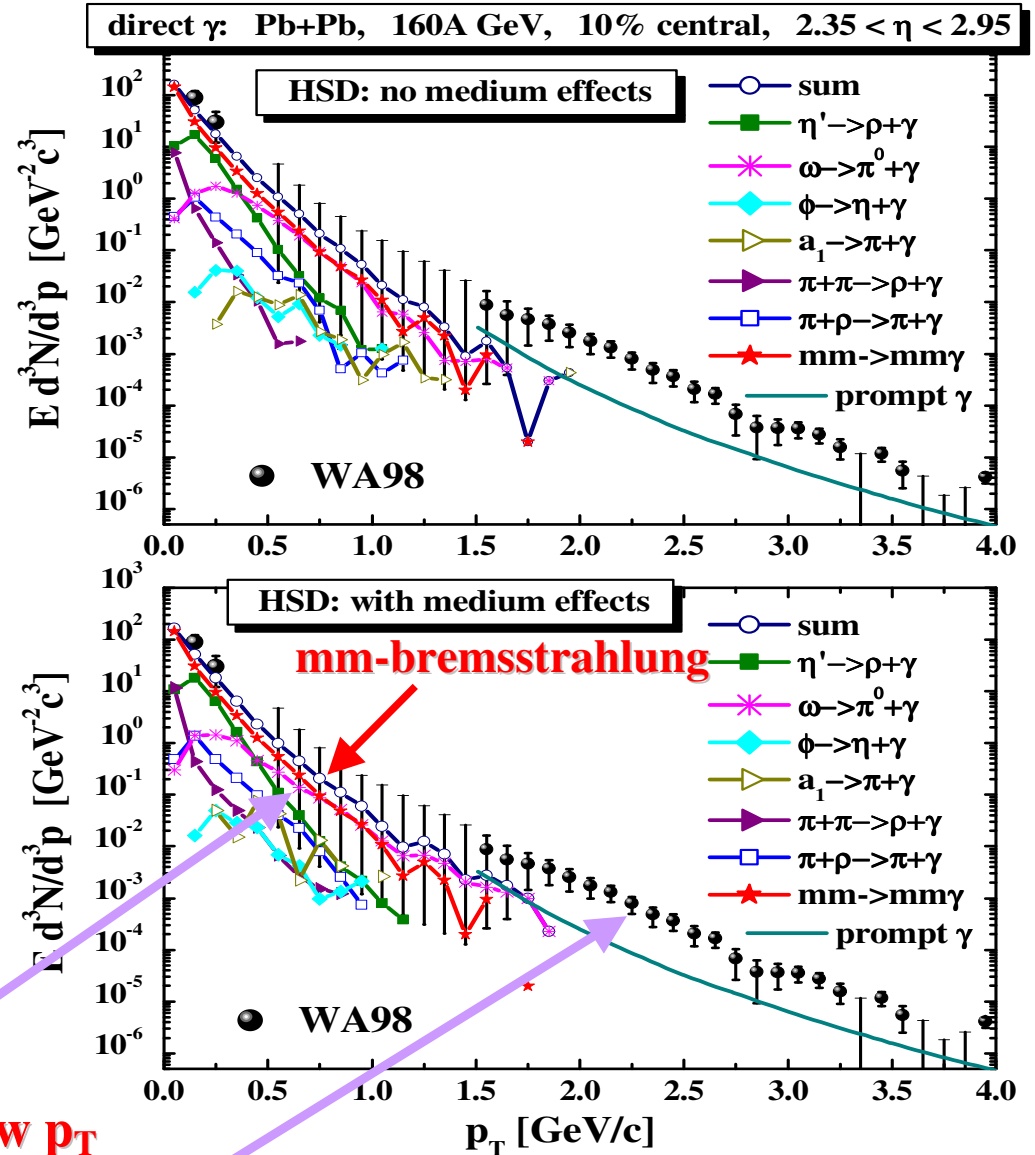 direct γ: Pb+Pb, 160A GeV, 10% central, 2.35 < η < 2.95
HSD: no medium effects
E d³N/d³p [GeV⁻²c³]
10²
10¹
10⁰
10⁻¹
10⁻²
10⁻³
10⁻⁴
10⁻⁵
10⁻⁶
sum
η'->ρ+γ
ω->π⁰+γ
ϕ->η+γ
a₁->π+γ
π+π->ρ+γ
π+ρ->π+γ
mm->mmγ
prompt γ
WA98
0.0 0.5 1.0 1.5 2.0 2.5 3.0 3.5 4.0
HSD: with medium effects
mm-bremsstrahlung
E d³N/d³p [GeV⁻²c³]
10³
10²
10¹
10⁰
10⁻¹
10⁻²
10⁻³
10⁻⁴
10⁻⁵
10⁻⁶
sum
η'->ρ+γ
ω->π⁰+γ
ϕ->η+γ
a₁->π+γ
π+π->ρ+γ
π+ρ->π+γ
mm->mmγ
prompt γ
WA98
0.0 0.5 1.0 1.5 2.0 2.5 3.0 3.5 4.0
p_T [GeV/c]
w p_T